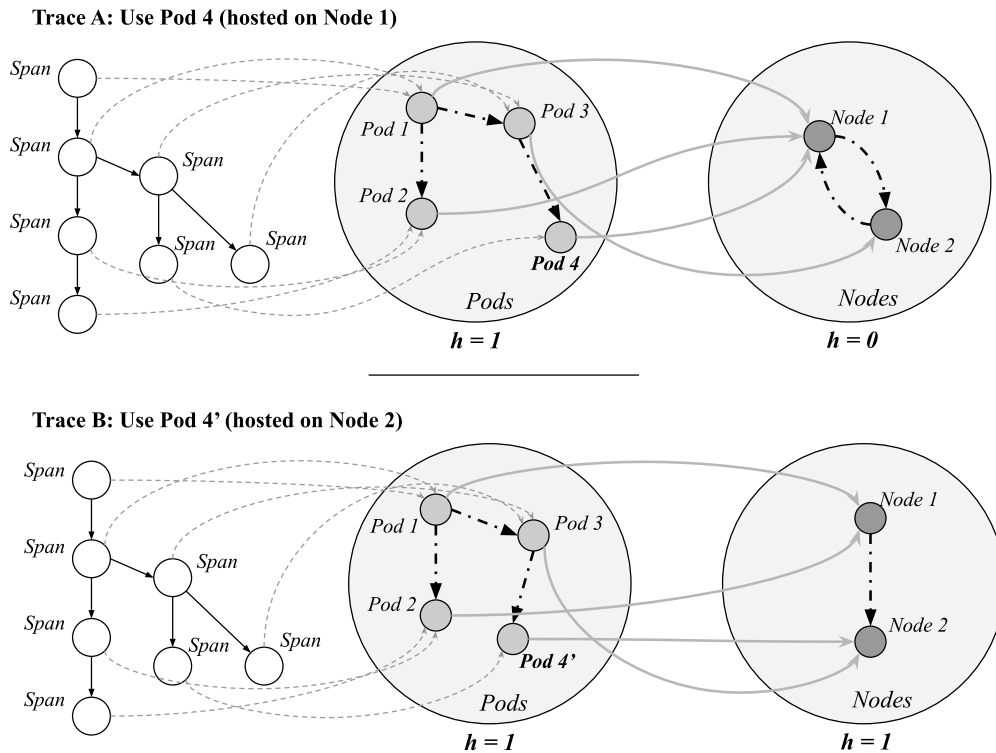 Trace A: Use Pod 4 (hosted on Node 1)
Span
Span
Span
Span
Span
Span
Span
Pod 1
Pod 3
Pod 2
Pod 4
Pods
h = 1
Node 1
Node 2
Nodes
h = 0
Trace B: Use Pod 4’ (hosted on Node 2)
Span
Span
Span
Span
Span
Span
Span
Pod 1
Pod 3
Pod 2
Pod 4’
Pods
h = 1
Node 1
Node 2
Nodes
h = 1